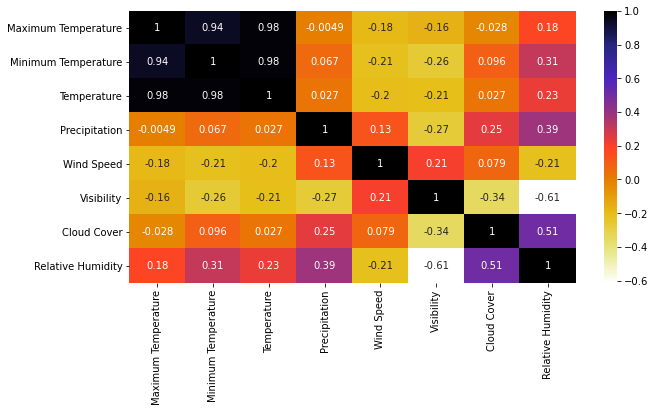 Maximum Temperature 1 0.94 0.98 -0.0049 -0.18 -0.16 -0.028 0.18
Minimum Temperature 0.94 1 0.98 0.067 -0.21 -0.26 0.096 0.31
Temperature 0.98 0.98 1 0.027 -0.2 -0.21 0.027 0.23
Precipitation -0.0049 0.067 0.027 1 0.13 -0.27 0.25 0.39
Wind Speed -0.18 -0.21 -0.2 0.13 1 0.21 0.079 -0.21
Visibility -0.16 -0.26 -0.21 -0.27 0.21 1 -0.34 -0.61
Cloud Cover -0.028 0.096 0.027 0.25 0.079 -0.34 1 0.51
Relative Humidity 0.18 0.31 0.23 0.39 -0.21 -0.61 0.51 1
Maximum Temperature
Minimum Temperature
Temperature
Precipitation
Wind Speed
Visibility
Cloud Cover
Relative Humidity
1.0
0.8
0.6
0.4
0.2
0.0
−0.2
−0.4
−0.6